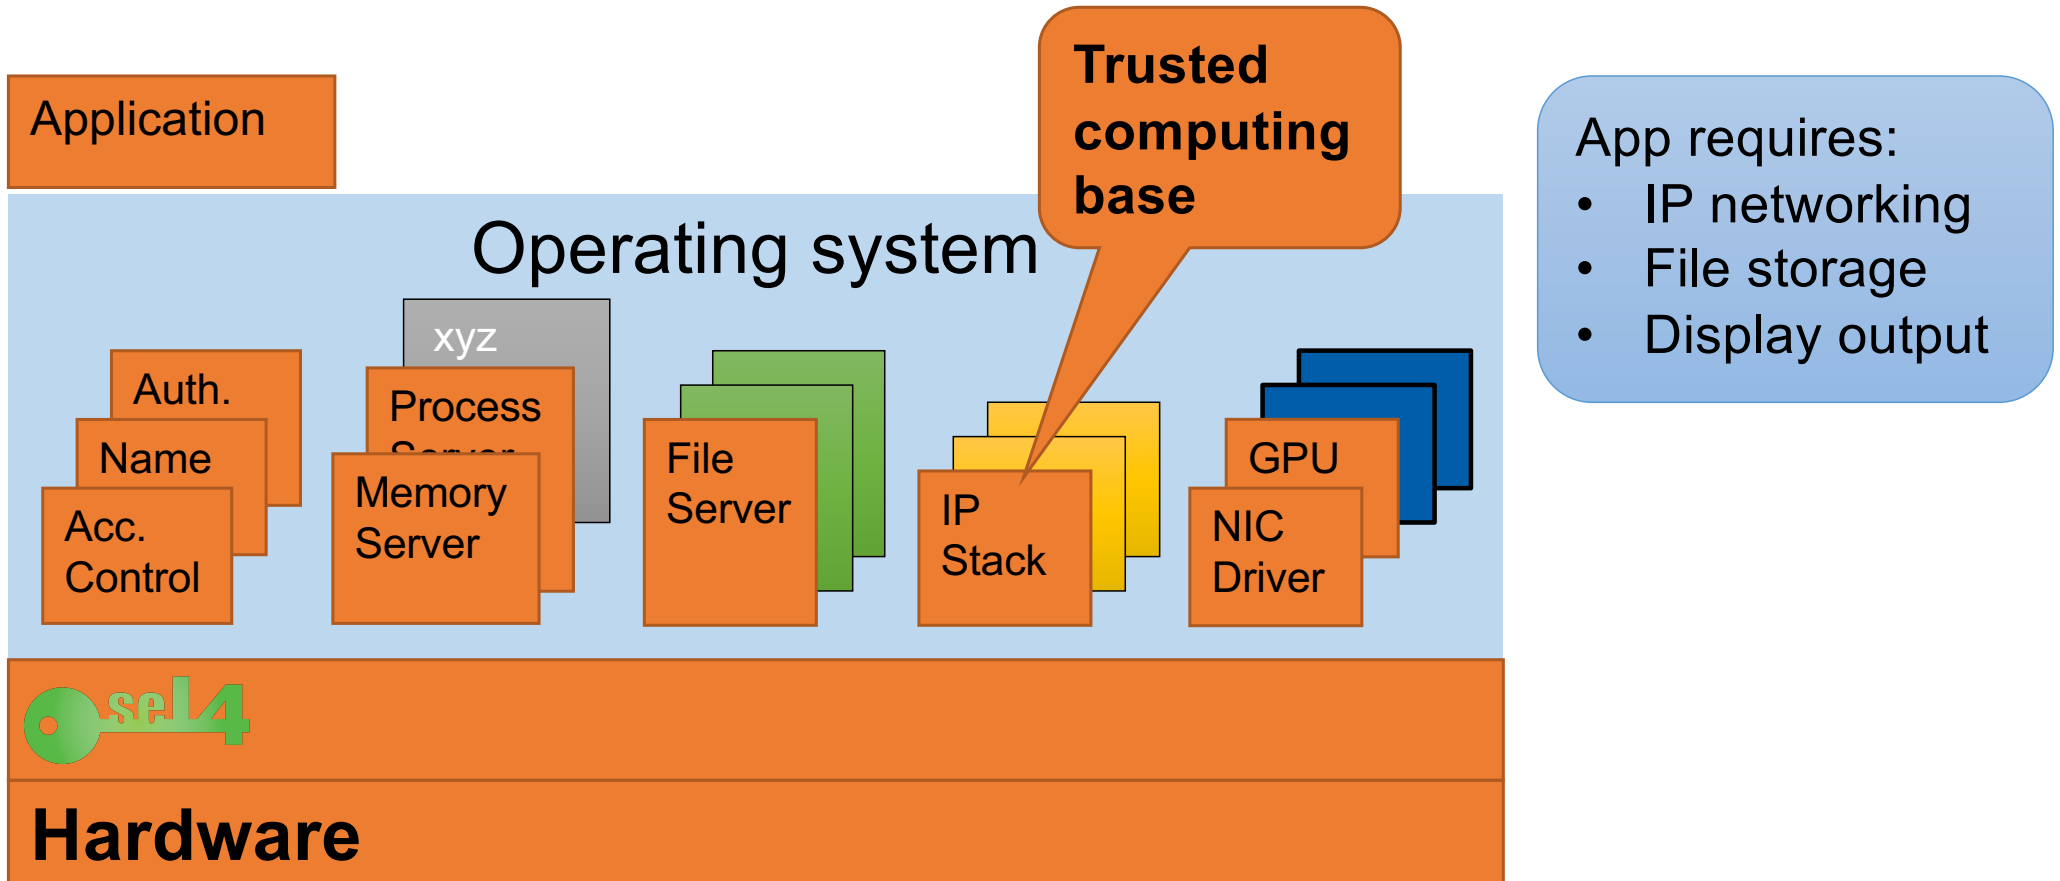 Application
Operating system
Trusted
computing
base
App requires:
• IP networking
• File storage
• Display output
Auth.
Name
Acc.
Control
xyz
Process
Server
Memory
Server
File
Server
IP
Stack
GPU
NIC
Driver
seL4
Hardware